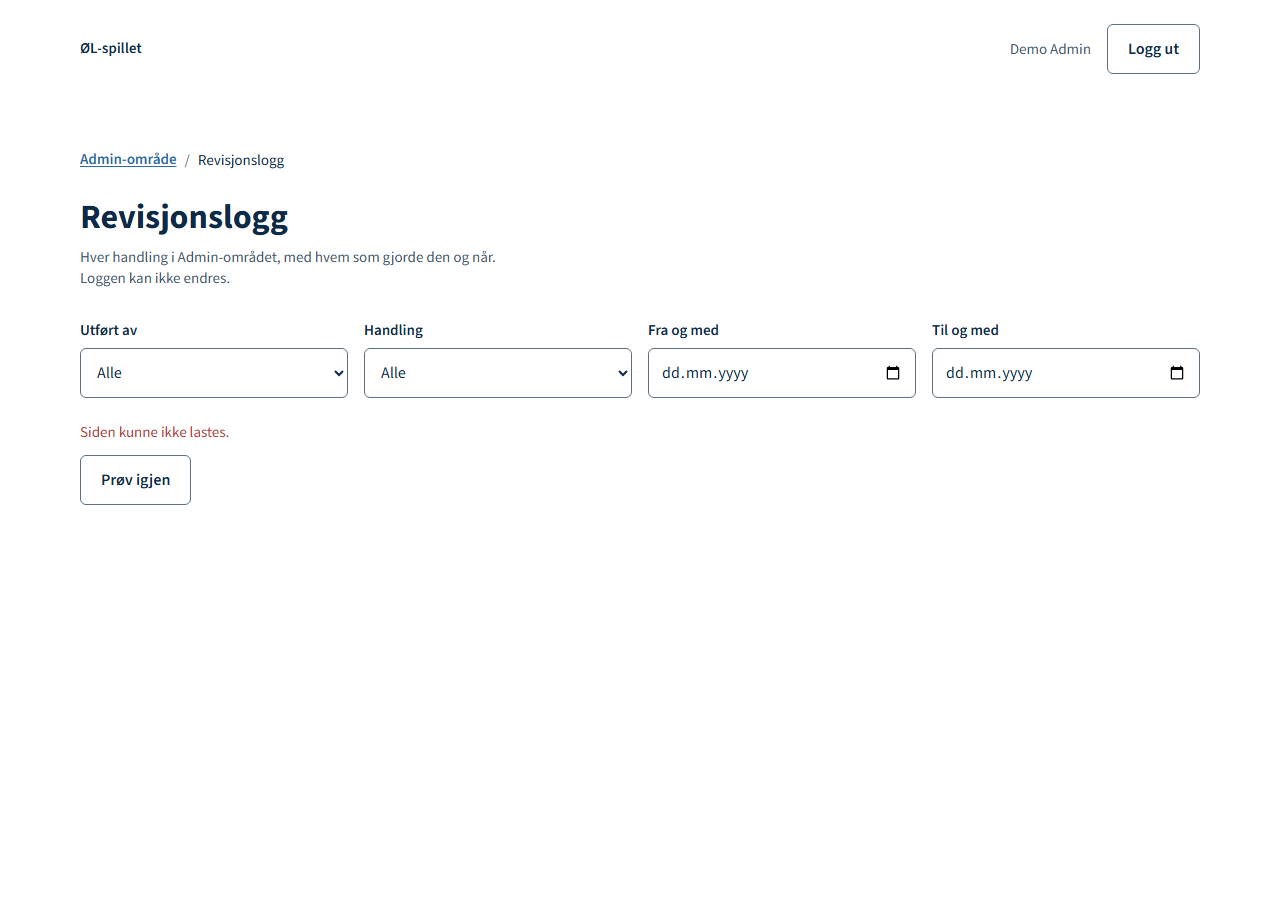 ØL-spillet
Demo Admin
Logg ut
Admin-område / Revisjonslogg
Revisjonslogg
Hver handling i Admin-området, med hvem som gjorde den og når.
Loggen kan ikke endres.
Utført av
Handling
Fra og med
Til og med
Alle
Alle
dd.mm.yyyy
dd.mm.yyyy
Siden kunne ikke lastes.
Prøv igjen